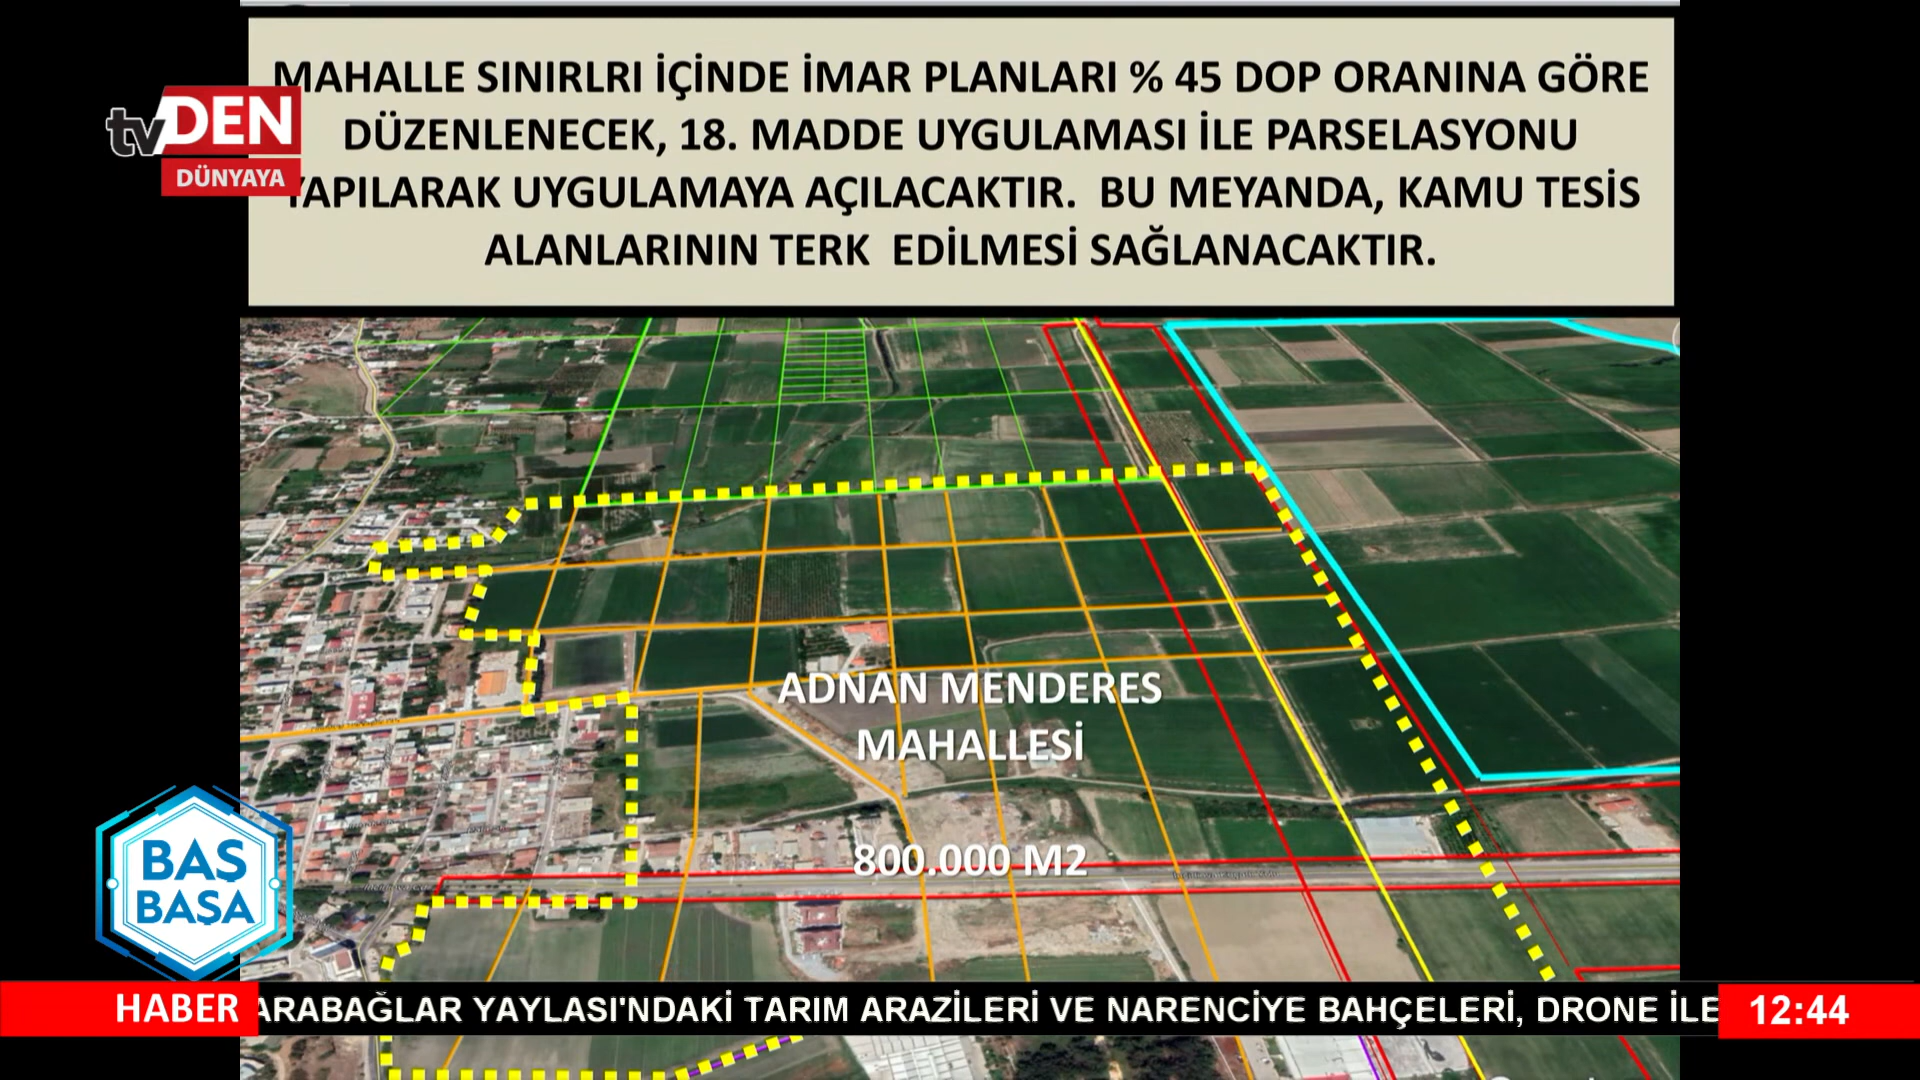 MAHALLE SINIRLRI İÇİNDE İMAR PLANLARI % 45 DOP ORANINA GÖRE
DÜZENLENECEK, 18. MADDE UYGULAMASI İLE PARSELASYONU
YAPILARAK UYGULAMAYA AÇILACAKTIR. BU MEYANDA, KAMU TESİS
ALANLARININ TERK EDİLMESİ SAĞLANACAKTIR.
tvDEN
DÜNYAYA
ADNAN MENDERES
MAHALLESİ
800.000 M2
BAŞ
BAŞA
HABER
ARABAĞLAR YAYLASI'NDAKİ TARIM ARAZİLERİ VE NARENCİYE BAHÇELERİ, DRONE İLE
12:44